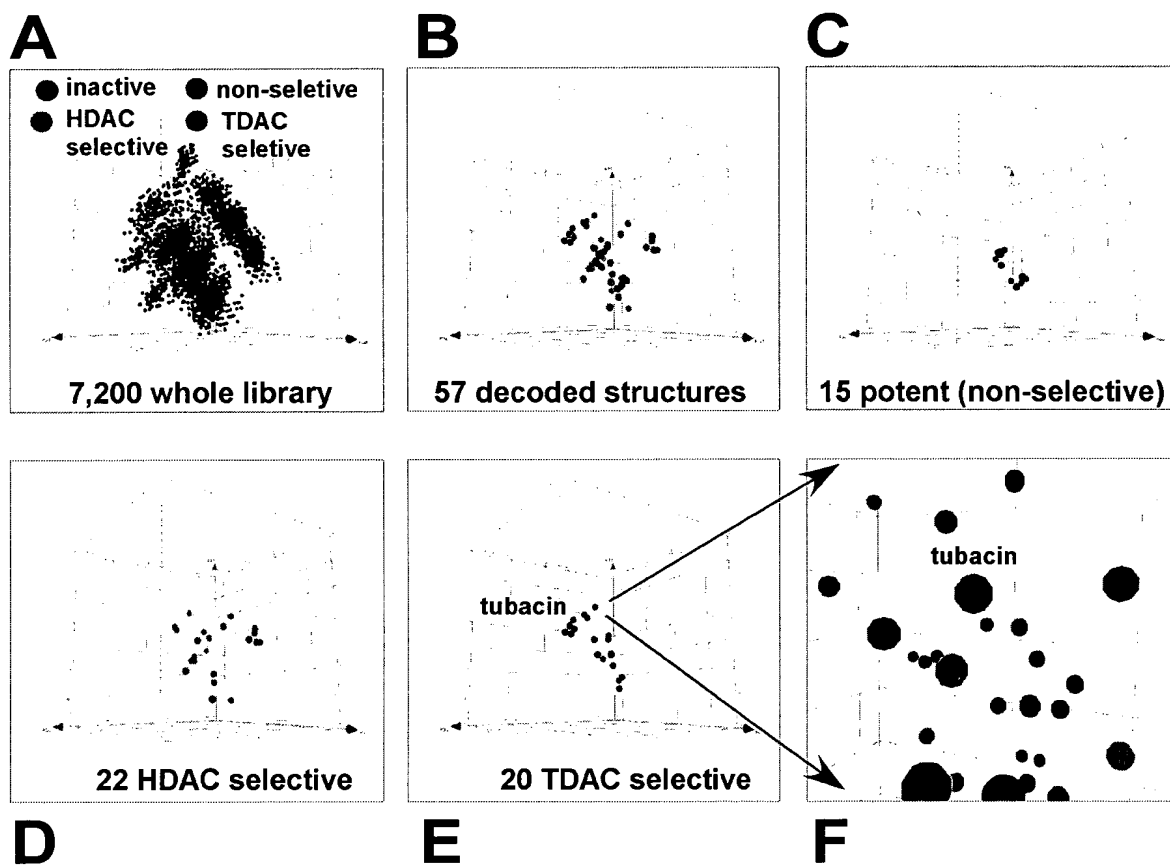 A
B
C
inactive
non-seletive
HDAC selective
TDAC seletive
7,200 whole library
57 decoded structures
15 potent (non-selective)
tubacin
tubacin
22 HDAC selective
20 TDAC selective
D
E
F